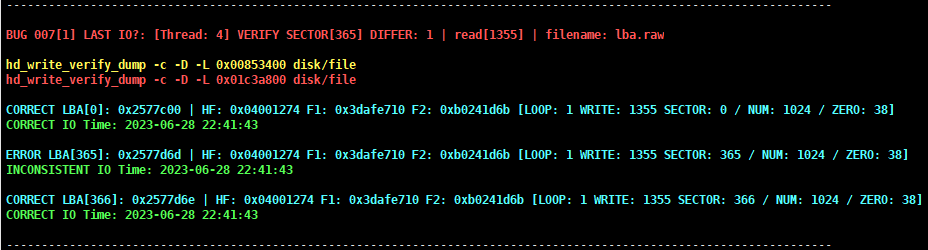 BUG 007[1] LAST IO?: [Thread: 4] VERIFY SECTOR[365] DIFFER: 1 | read[1355] | filename: lba.raw
hd_write_verify_dump -c -D -L 0x00853400 disk/file
hd_write_verify_dump -c -D -L 0x01c3a800 disk/file
CORRECT LBA[0]: 0x2577c00 | HF: 0x04001274 F1: 0x3dafe710 F2: 0xb0241d6b [LOOP: 1 WRITE: 1355 SECTOR: 0 / NUM: 1024 / ZERO: 38]
CORRECT IO Time: 2023-06-28 22:41:43
ERROR LBA[365]: 0x2577d6d | HF: 0x04001274 F1: 0x3dafe710 F2: 0xb0241d6b [LOOP: 1 WRITE: 1355 SECTOR: 365 / NUM: 1024 / ZERO: 38]
INCONSISTENT IO Time: 2023-06-28 22:41:43
CORRECT LBA[366]: 0x2577d6e | HF: 0x04001274 F1: 0x3dafe710 F2: 0xb0241d6b [LOOP: 1 WRITE: 1355 SECTOR: 366 / NUM: 1024 / ZERO: 38]
CORRECT IO Time: 2023-06-28 22:41:43